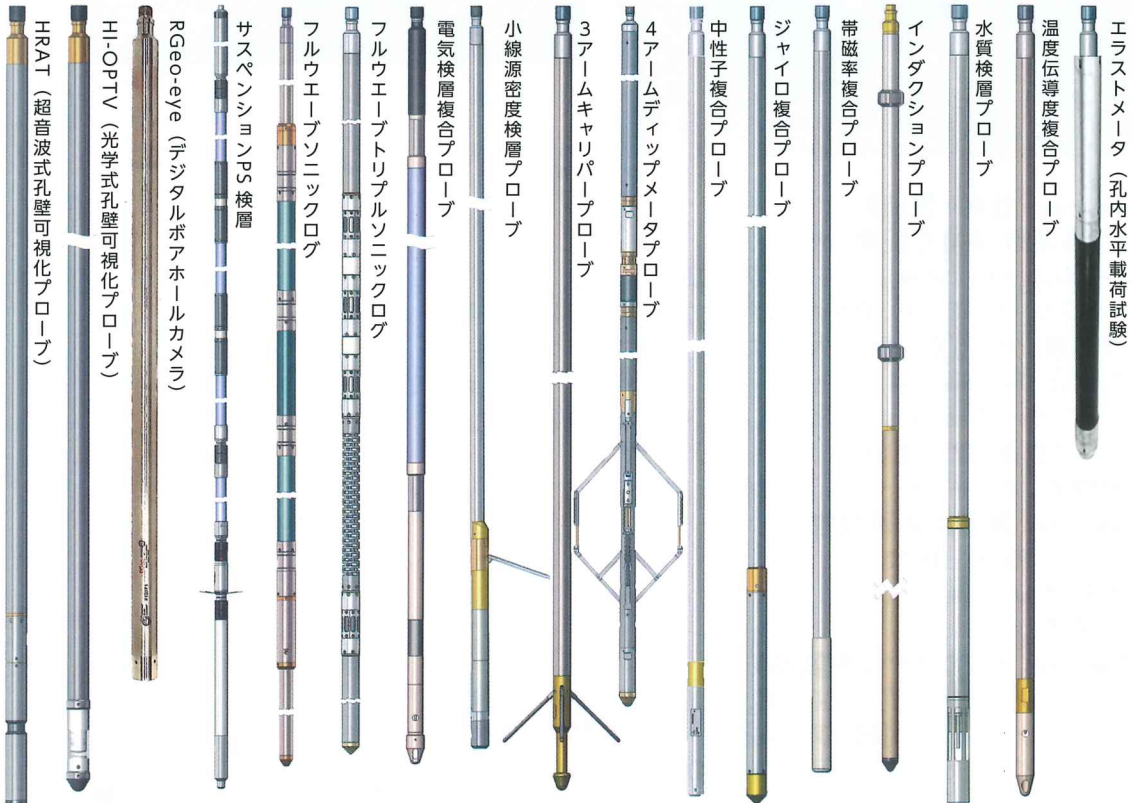 エラストメータ（孔内水平載荷試験）
温度伝導度複合プローブ
水質検層プローブ
インダクションプローブ
帯磁率複合プローブ
ジャイロ複合プローブ
中性子複合プローブ
4アームディップメータプローブ
3アームキャリパープローブ
小線源密度検層プローブ
電気検層複合プローブ
フルウエーブトリプルソニックログ
フルウエーブソニックログ
サスペンションPS検層
RGeo-eye（デジタルボアホールカメラ）
HI-OPTV（光学式孔壁可視化プローブ）
HRAT（超音波式孔壁可視化プローブ）